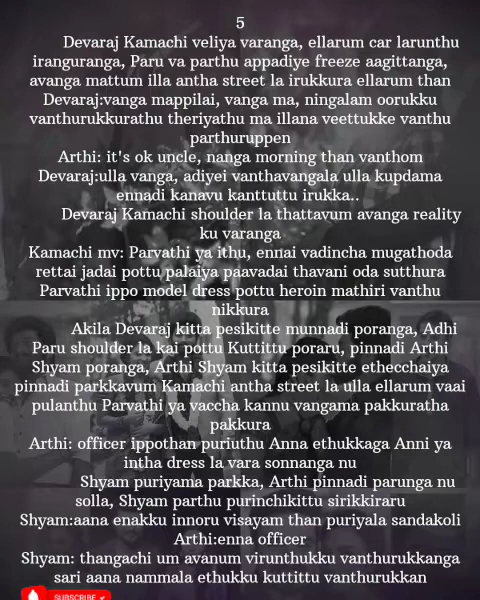 5
Devaraj Kamachi veliya varanga, ellarum car larunthu
iranguranga, Paru va parthu appadiye freeze aagittanga,
avanga mattum illa antha street la irukkura ellarum than
Devaraj:vanga mappilai, vanga ma, ningalam oorukku
vanthurukkurathu theriyathu ma illana veettukke vanthu
parthuruppen
Arthi: it's ok uncle, nanga morning than vanthom
Devaraj:ulla vanga, adiyei vanthavangala ulla kupdama
ennadi kanavu kanttuttu irukka..
Devaraj Kamachi shoulder la thattavum avanga reality
ku varanga
Kamachi mv: Parvathi ya ithu, ennai vadincha mugathoda
rettai jadai pottu palaiya paavadai thavani oda sutthura
Parvathi ippo model dress pottu heroin mathiri vanthu
nikkura
Akila Devaraj kitta pesikitte munnadi poranga, Adhi
Paru shoulder la kai pottu Kuttittu poraru, pinnadi Arthi
Shyam poranga, Arthi Shyam kitta pesikitte ethecchaiya
pinnadi parkkavum Kamachi antha street la ulla ellarum vaai
pulanthu Parvathi ya vaccha kannu vangama pakkuratha
pakkura
Arthi: officer ippothan puriuthu Anna ethukkaga Anni ya
intha dress la vara sonnanga nu
Shyam puriyama parkka, Arthi pinnadi parunga nu
solla, Shyam parthu purinchikittu sirikkiraru
Shyam:aana enakku innoru visayam than puriyala sandakoli
Arthi:enna officer
Shyam: thangachi um avanum virunthukku vanthurukkanga
sari aana nammala ethukku kuttittu vanthurukkan
SUBSCRIBE